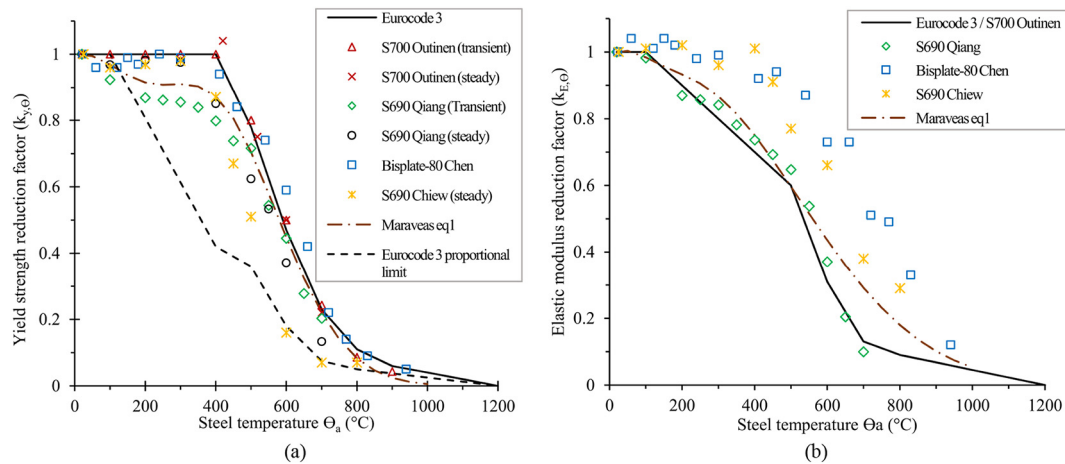 (a)
Yield strength reduction factor (ky,Θ)
1
0.8
0.6
0.4
0.2
0
0
200
400
600
800
1000
1200
Steel temperature Θa (°C)
Eurocode 3
S700 Outinen (transient)
S700 Outinen (steady)
S690 Qiang (Transient)
S690 Qiang (steady)
Bisplate-80 Chen
S690 Chiew (steady)
Maraveas eq1
Eurocode 3 proportional
limit
(a)
(b)
Elastic modulus reduction factor (kE,Θ)
1.2
1
0.8
0.6
0.4
0.2
0
0
200
400
600
800
1000
1200
Steel temperature Θa (°C)
Eurocode 3 / S700 Outinen
S690 Qiang
Bisplate-80 Chen
S690 Chiew
Maraveas eq1
(b)